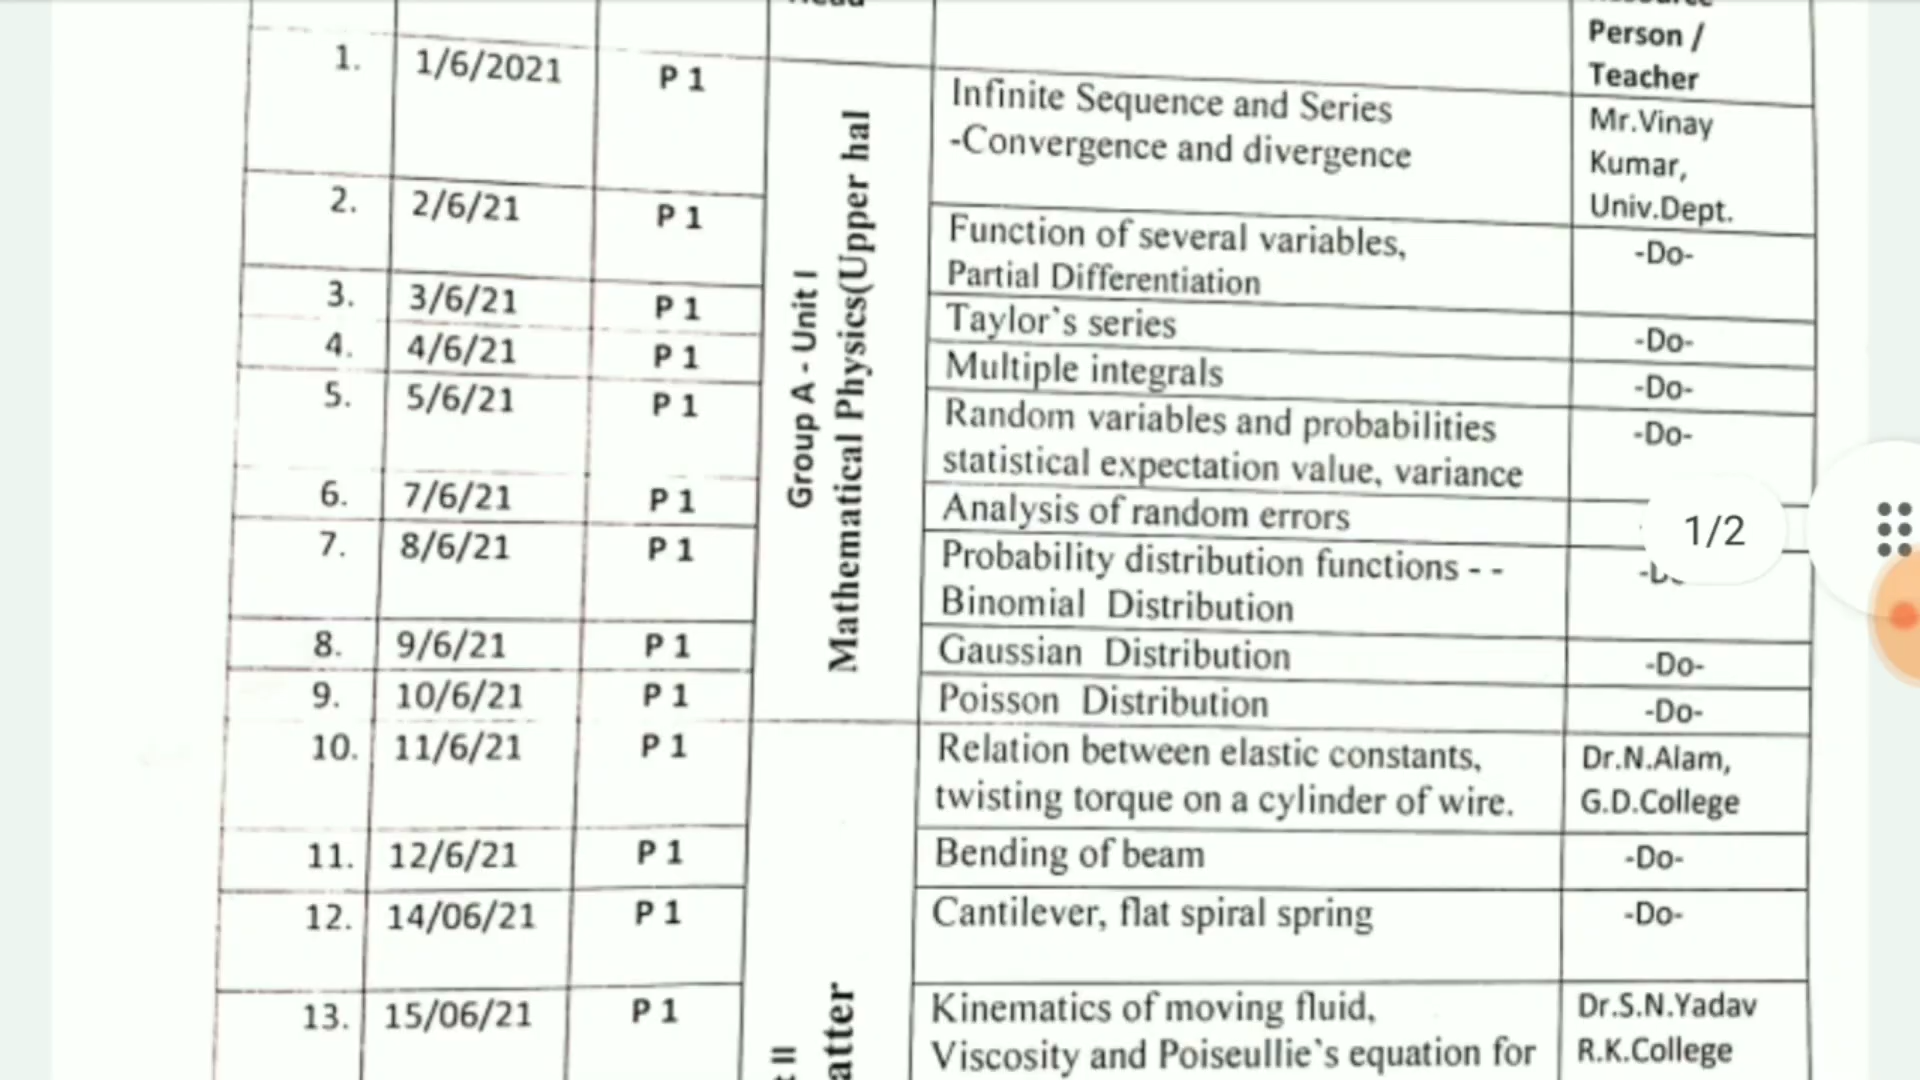 Person /
Teacher
1. 1/6/2021 P 1 Infinite Sequence and Series
-Convergence and divergence
Mr.Vinay
Kumar,
Univ.Dept.
2. 2/6/21 P 1 Function of several variables,
Partial Differentiation
-Do-
3. 3/6/21 P 1 Taylor`s series -Do-
4. 4/6/21 P 1 Multiple integrals -Do-
5. 5/6/21 P 1 Random variables and probabilities
statistical expectation value, variance
-Do-
6. 7/6/21 P 1 Analysis of random errors
7. 8/6/21 P 1 Probability distribution functions - -
Binomial Distribution
8. 9/6/21 P 1 Gaussian Distribution -Do-
9. 10/6/21 P 1 Poisson Distribution -Do-
Group A - Unit I
Mathematical Physics(Upper hal
10. 11/6/21 P 1 Relation between elastic constants,
twisting torque on a cylinder of wire.
Dr.N.Alam,
G.D.College
11. 12/6/21 P 1 Bending of beam -Do-
12. 14/06/21 P 1 Cantilever, flat spiral spring -Do-
13. 15/06/21 P 1 Kinematics of moving fluid,
Viscosity and Poiseullie`s equation for
Dr.S.N.Yadav
R.K.College
t II
atter
1/2